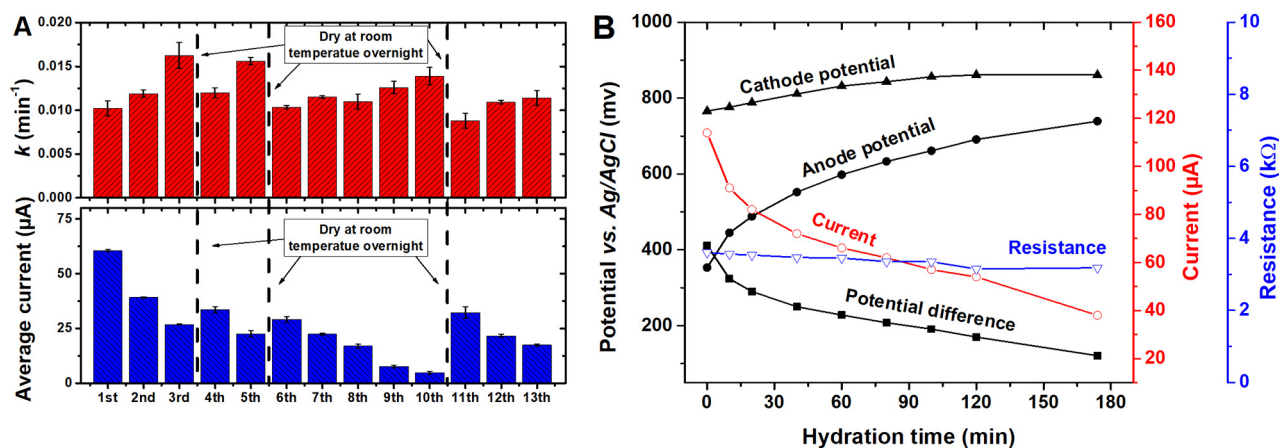 A
k (min⁻¹)
0.020
0.015
0.010
0.005
0.000
Dry at room
temperatue overnight
Average current (µA)
75
50
25
0
Dry at room
temperatue overnight
1st 2nd 3rd 4th 5th 6th 7th 8th 9th 10th 11th 12th 13th
B
Potential vs. Ag/AgCl (mv)
1000
800
600
400
200
Cathode potential
Anode potential
Current
Resistance
Potential difference
0 30 60 90 120 150 180
Hydration time (min)
160
140
120
100
80
60
40
20
Current (µA)
10
8
6
4
2
0
Resistance (kΩ)